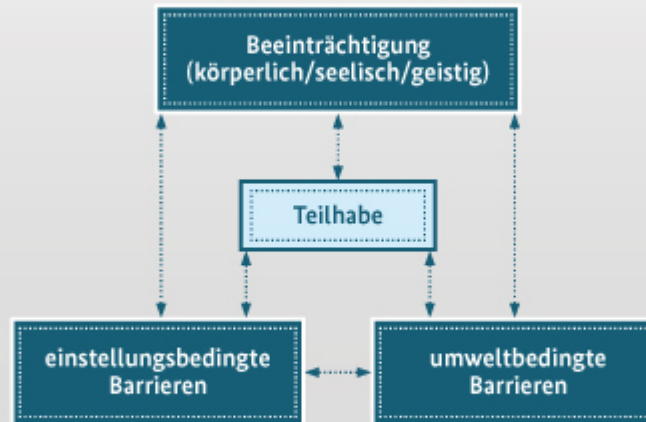 Beeinträchtigung
(körperlich/seelisch/geistig)
Teilhabe
einstellungsbedingte
Barrieren
umweltbedingte
Barrieren